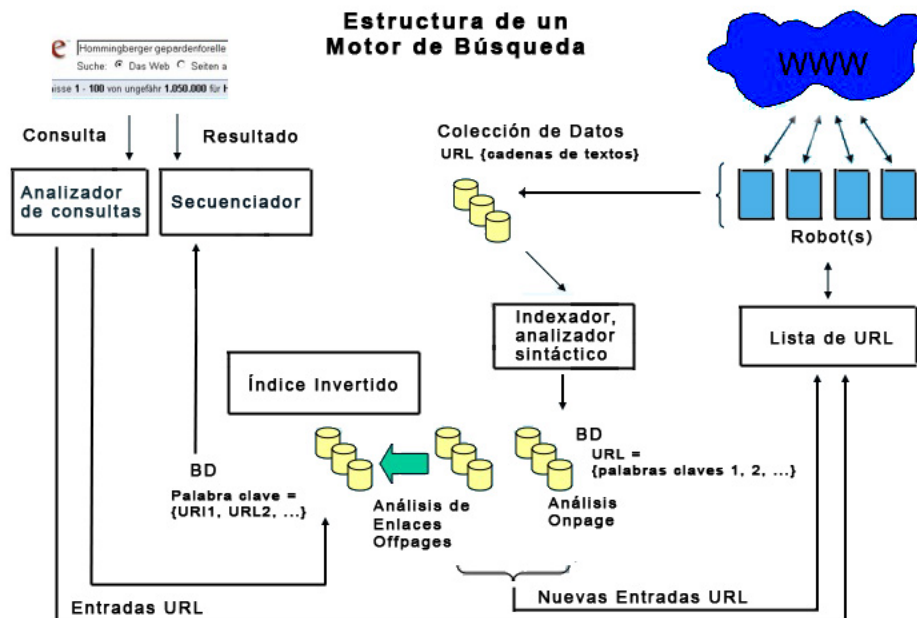 Estructura de un
Motor de Búsqueda
e
Hommingberger gepardenforelle
Suche: Das Web Seiten a
isse 1 - 100 von ungefähr 1.050.000 für H
WWW
Consulta
Resultado
Analizador
de consultas
Secuenciador
Colección de Datos
URL {cadenas de textos}
Robot(s)
Indexador,
analizador
sintáctico
Lista de URL
Índice Invertido
BD
Palabra clave =
{URI1, URL2, ...}
BD
URL =
{palabras claves 1, 2, ...}
Análisis de
Enlaces
Offpages
Análisis
Onpage
Entradas URL
Nuevas Entradas URL